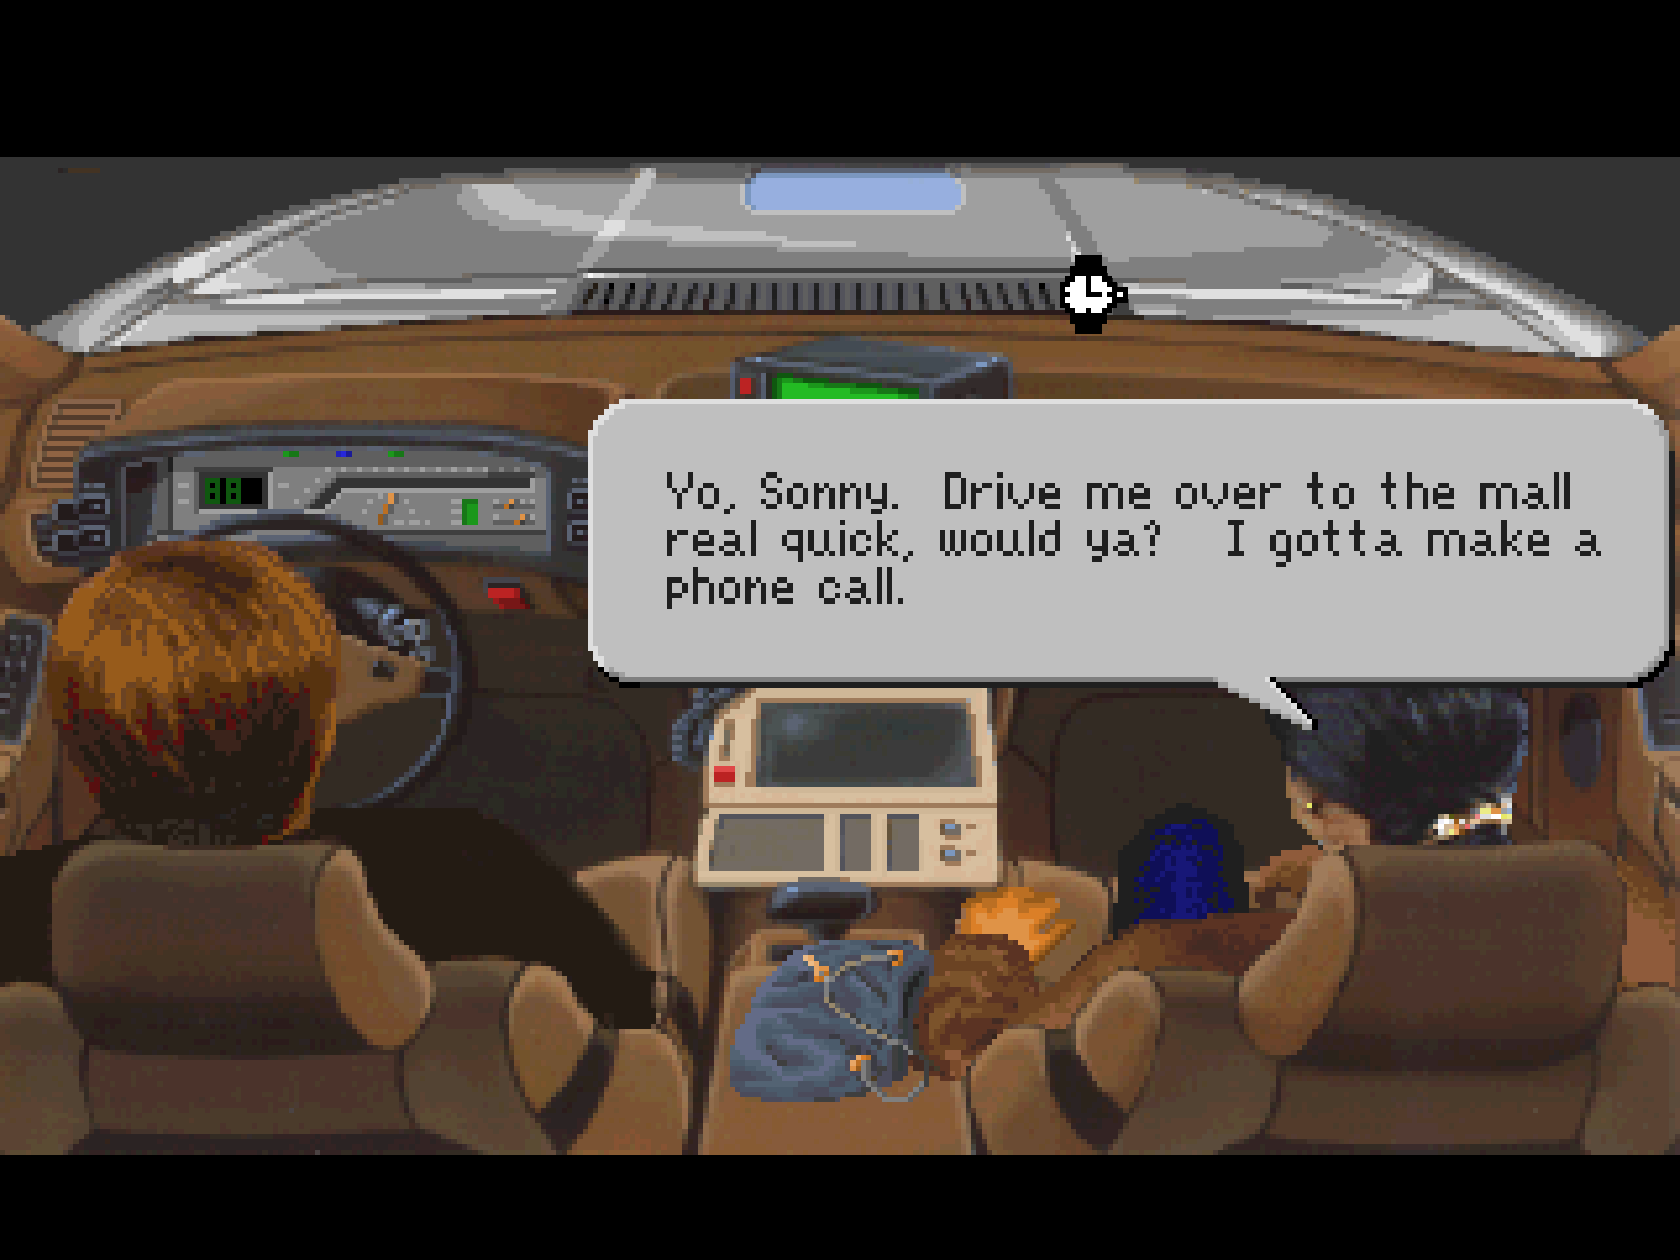 Yo, Sonny.  Drive me over to the mall
real quick, would ya?   I gotta make a
phone call.